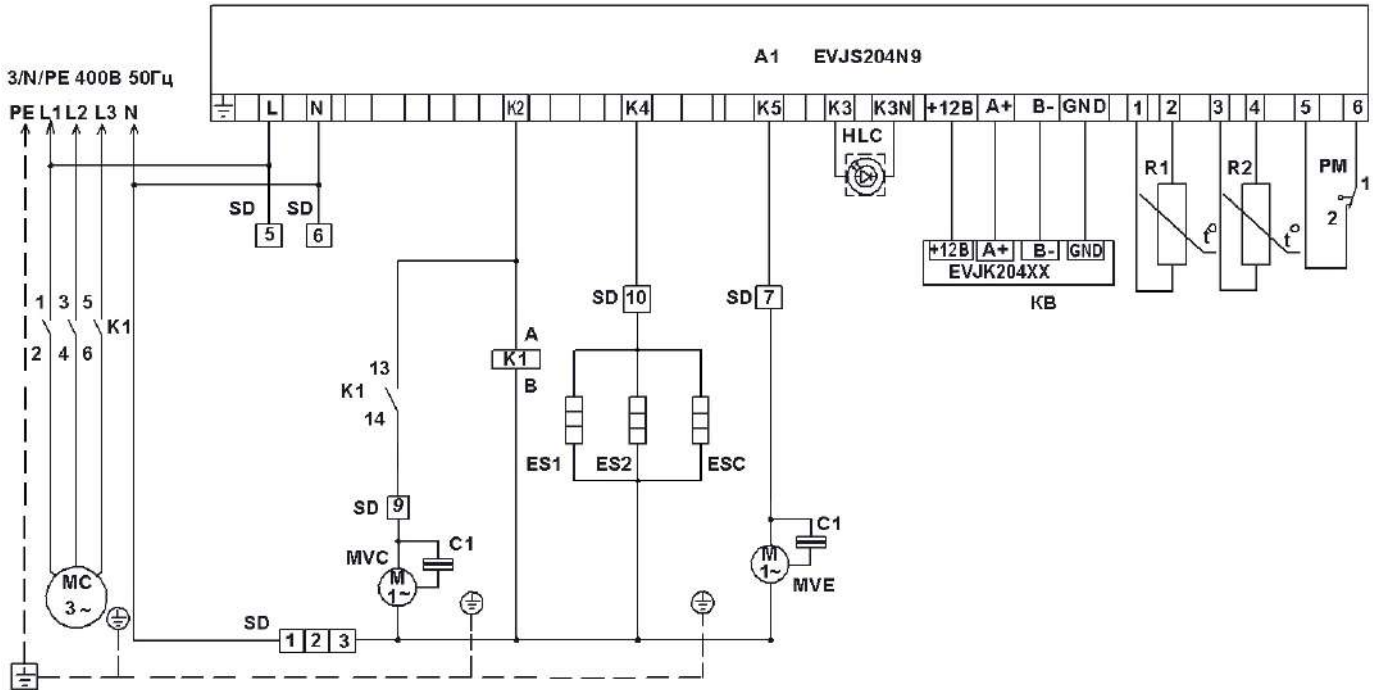 A1 EVJS204N9
3/N/PE 400В 50Гц
PE L1 L2 L3 N
L N K2 K4 K5 K3 K3N +12B A+ B- GND 1 2 3 4 5 6
HLC
R1 R2 PM 1
2
t° t°
SD SD
5 6
+12B A+ B- GND
EVJK204XX
KB
SD 10 SD 7
1 3 5
K1
2 4 6
A
K1
B
13
K1
14
ES1 ES2 ESC
SD 9
C1
MVC
M
1~
C1
M
1~
MVE
MC
3~
SD
1 2 3